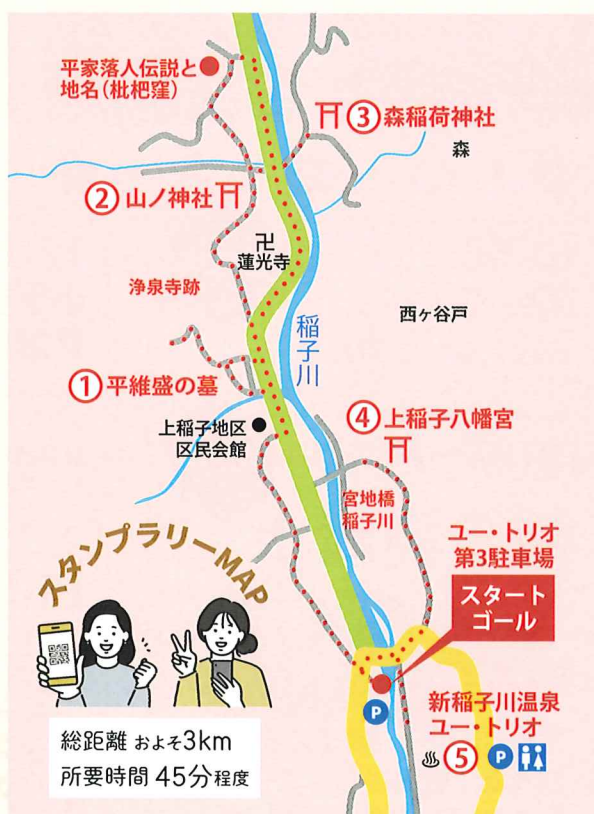 平家落人伝説と
地名(枇杷窪)
③森稲荷神社
森
②山ノ神社
卍
蓮光寺
浄泉寺跡
西ヶ谷戸
稲子川
①平維盛の墓
④上稲子八幡宮
上稲子地区
区民会館
宮地橋
稲子川
ユー・トリオ
第3駐車場
スタート
ゴール
スタンプラリーMAP
P
新稲子川温泉
ユー・トリオ
⑤ P
総距離 およそ3km
所要時間 45分程度